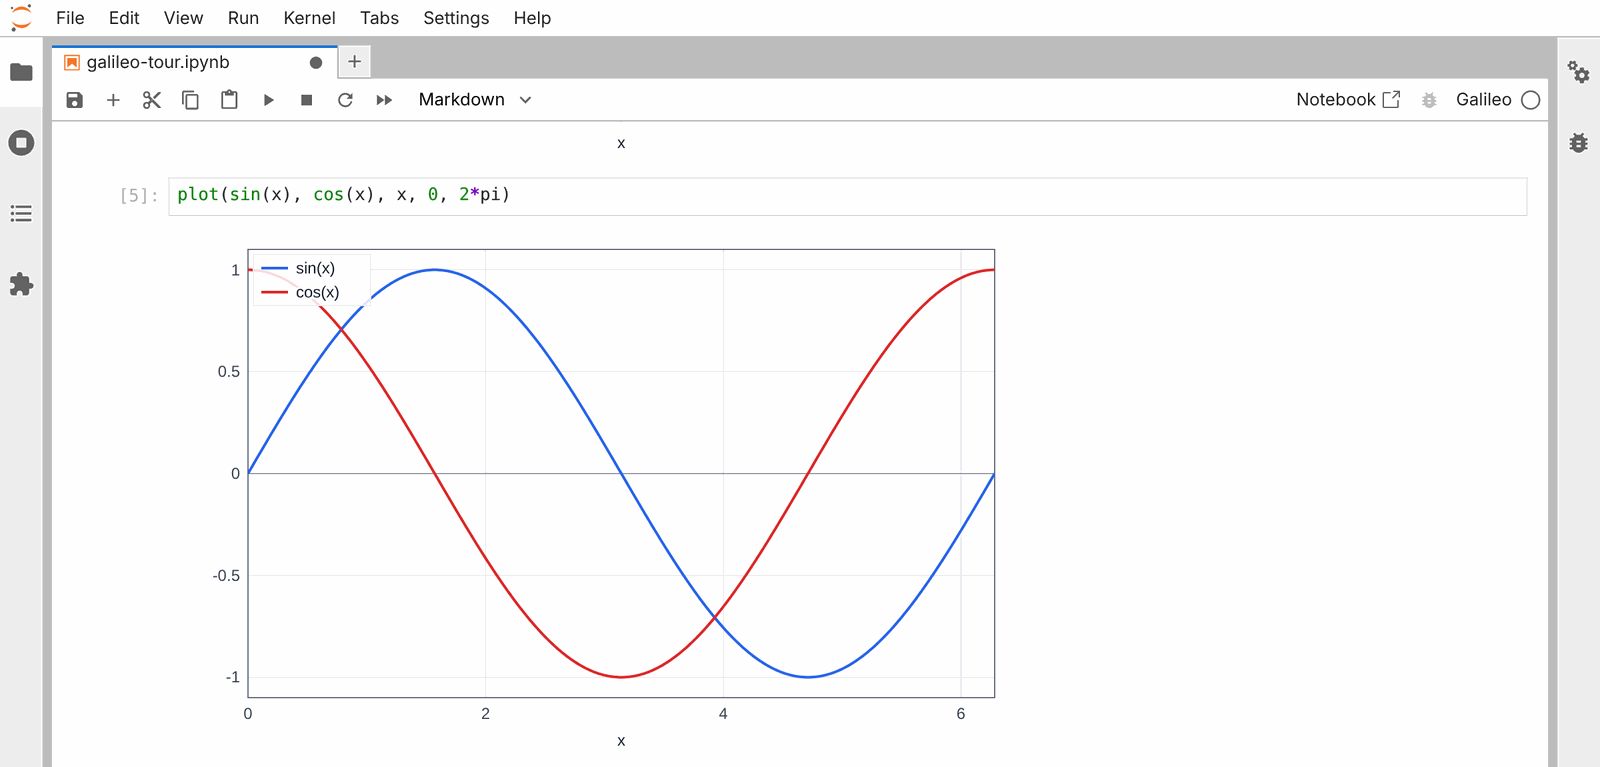 File Edit View Run Kernel Tabs Settings Help
galileo-tour.ipynb
Markdown Notebook Galileo
x
[5]: plot(sin(x), cos(x), x, 0, 2*pi)
sin(x)
cos(x)
1
0.5
0
-0.5
-1
0 2 4 6
x